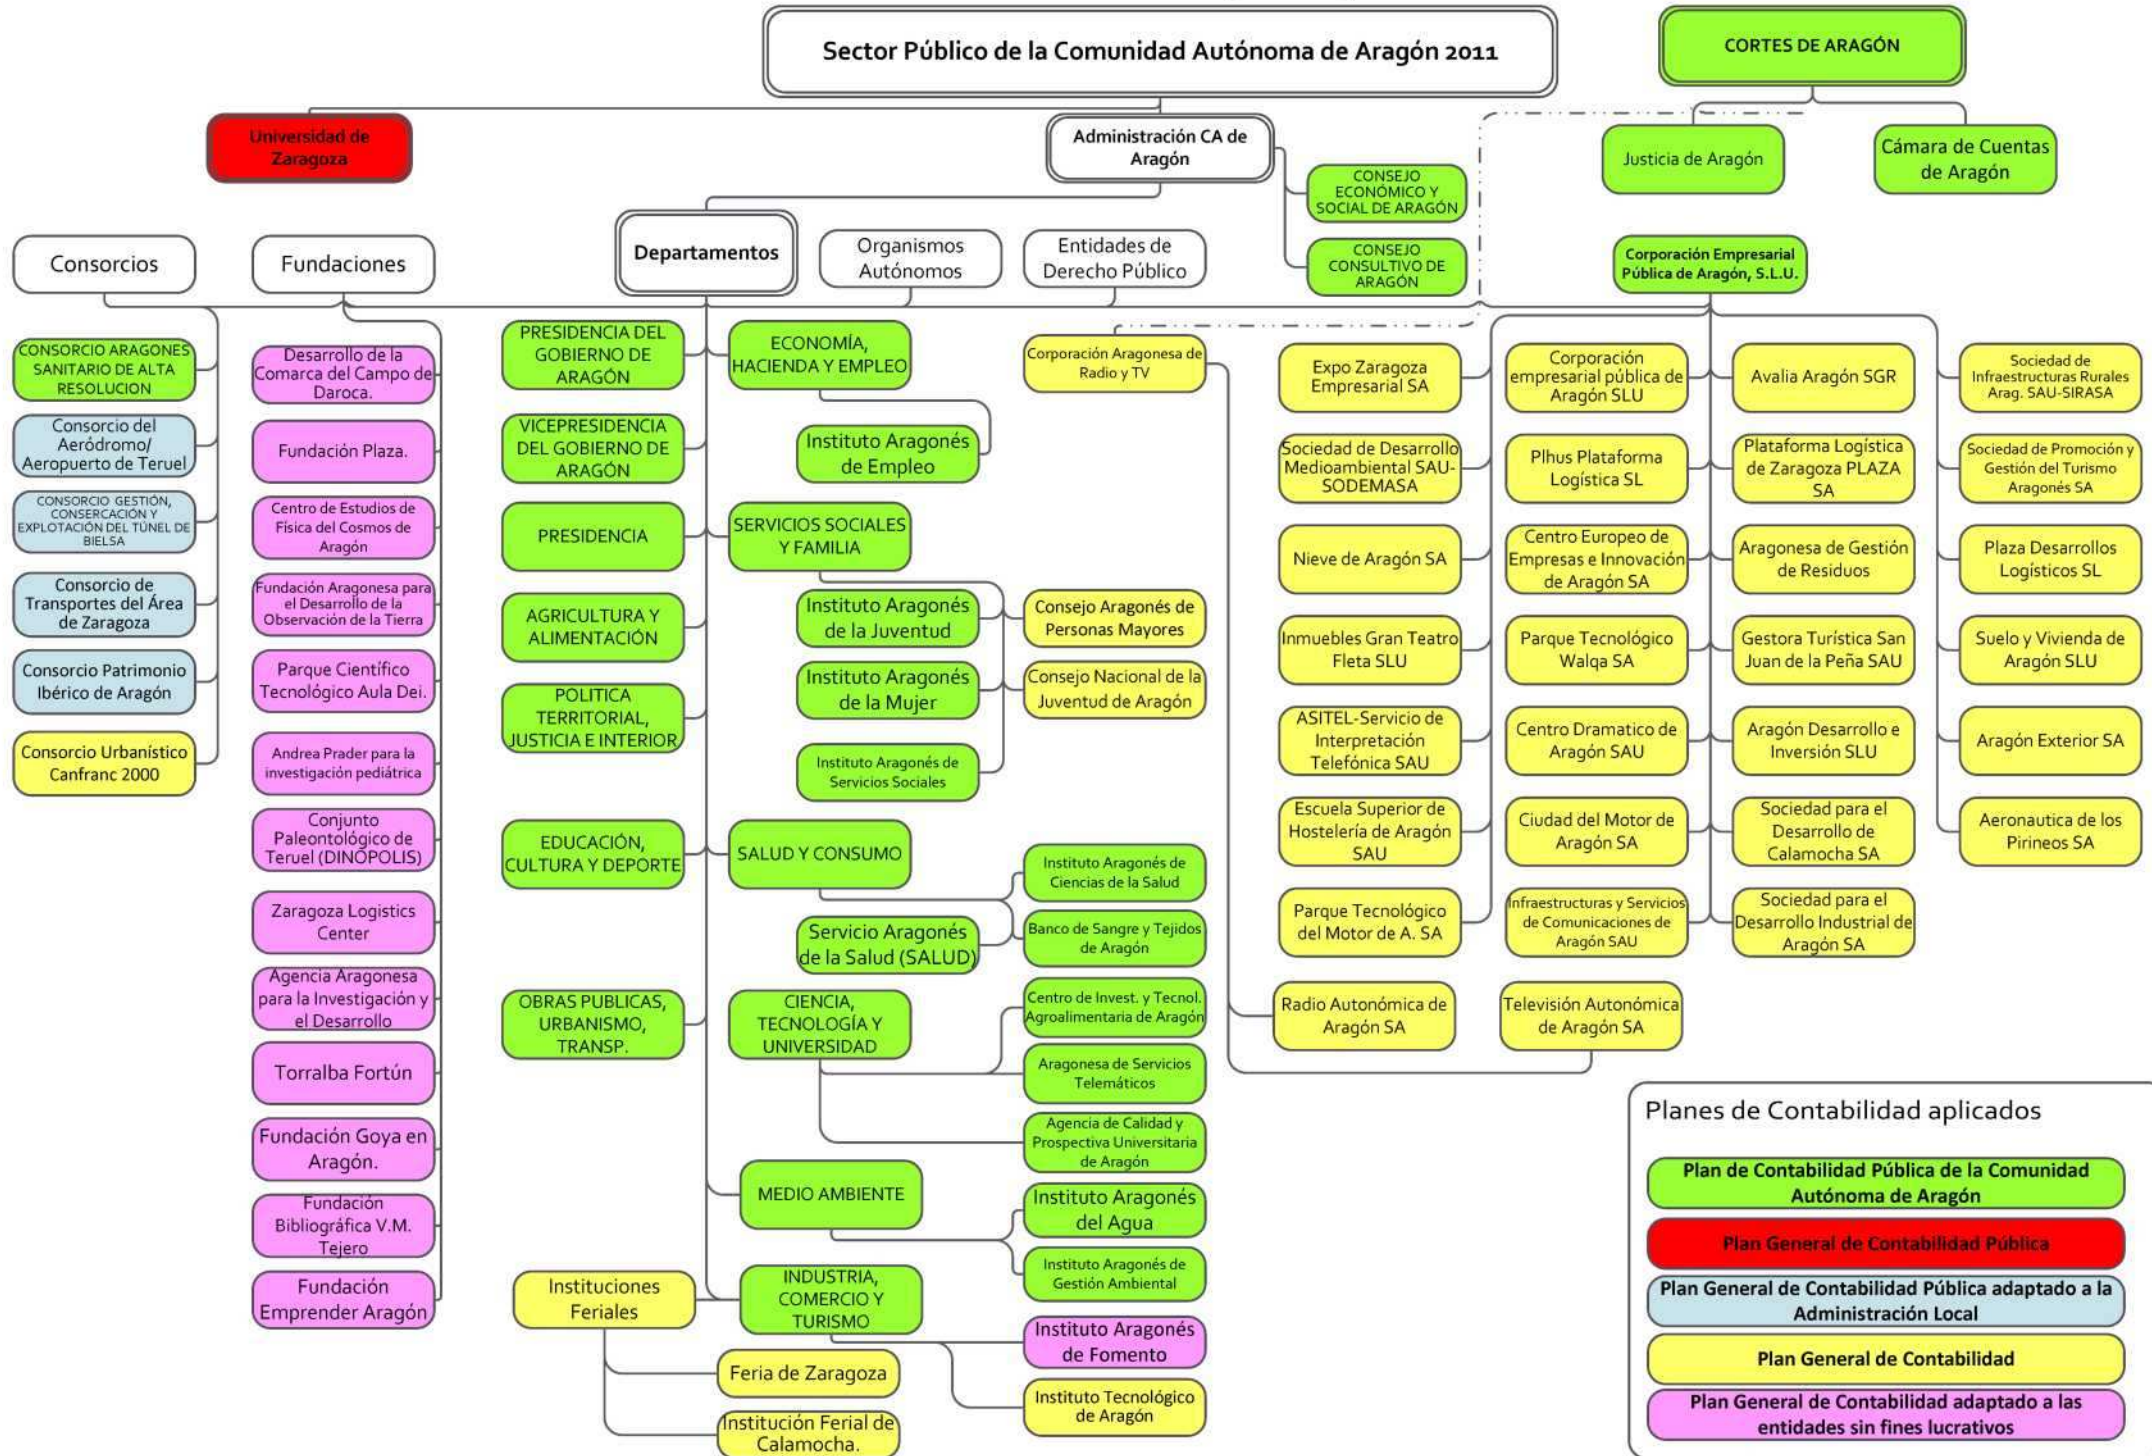 Sector Público de la Comunidad Autónoma de Aragón 2011
CORTES DE ARAGÓN
Universidad de
Zaragoza
Administración CA de
Aragón
Justicia de Aragón
Cámara de Cuentas
de Aragón
CONSEJO
ECONÓMICO Y
SOCIAL DE ARAGÓN
CONSEJO
CONSULTIVO DE
ARAGÓN
Consorcios
Fundaciones
Departamentos
Organismos
Autónomos
Entidades de
Derecho Público
Corporación Empresarial
Pública de Aragón, S.L.U.
CONSORCIO ARAGONES
SANITARIO DE ALTA
RESOLUCION
Consorcio del
Aeródromo/
Aeropuerto de Teruel
CONSORCIO GESTIÓN,
CONSERCACIÓN Y
EXPLOTACIÓN DEL TÚNEL DE
BIELSA
Consorcio de
Transportes del Área
de Zaragoza
Consorcio Patrimonio
Ibérico de Aragón
Consorcio Urbanístico
Canfranc 2000
Desarrollo de la
Comarca del Campo de
Daroca.
Fundación Plaza.
Centro de Estudios de
Física del Cosmos de
Aragón
Fundación Aragonesa para
el Desarrollo de la
Observación de la Tierra
Parque Científico
Tecnológico Aula Dei.
Andrea Prader para la
investigación pediátrica
Conjunto
Paleontológico de
Teruel (DINÓPOLIS)
Zaragoza Logistics
Center
Agencia Aragonesa
para la Investigación y
el Desarrollo
Torralba Fortún
Fundación Goya en
Aragón.
Fundación
Bibliográfica V.M.
Tejero
Fundación
Emprender Aragón
PRESIDENCIA DEL
GOBIERNO DE
ARAGÓN
VICEPRESIDENCIA
DEL GOBIERNO DE
ARAGÓN
PRESIDENCIA
AGRICULTURA Y
ALIMENTACIÓN
POLITICA
TERRITORIAL,
JUSTICIA E INTERIOR
EDUCACIÓN,
CULTURA Y DEPORTE
OBRAS PUBLICAS,
URBANISMO,
TRANSP.
Instituciones
Feriales
Feria de Zaragoza
Institución Ferial de
Calamocha.
ECONOMÍA,
HACIENDA Y EMPLEO
Instituto Aragonés
de Empleo
SERVICIOS SOCIALES
Y FAMILIA
Instituto Aragonés
de la Juventud
Instituto Aragonés
de la Mujer
Instituto Aragonés de
Servicios Sociales
SALUD Y CONSUMO
Servicio Aragonés
de la Salud (SALUD)
CIENCIA,
TECNOLOGÍA Y
UNIVERSIDAD
MEDIO AMBIENTE
INDUSTRIA,
COMERCIO Y
TURISMO
Corporación Aragonesa de
Radio y TV
Consejo Aragonés de
Personas Mayores
Consejo Nacional de la
Juventud de Aragón
Instituto Aragonés de
Ciencias de la Salud
Banco de Sangre y Tejidos
de Aragón
Centro de Invest. y Tecnol.
Agroalimentaria de Aragón
Aragonesa de Servicios
Telemáticos
Agencia de Calidad y
Prospectiva Universitaria
de Aragón
Instituto Aragonés
del Agua
Instituto Aragonés de
Gestión Ambiental
Instituto Aragonés
de Fomento
Instituto Tecnológico
de Aragón
Expo Zaragoza
Empresarial SA
Sociedad de Desarrollo
Medioambiental SAU-
SODEMASA
Nieve de Aragón SA
Inmuebles Gran Teatro
Fleta SLU
ASITEL-Servicio de
Interpretación
Telefónica SAU
Escuela Superior de
Hostelería de Aragón
SAU
Parque Tecnológico
del Motor de A. SA
Radio Autonómica de
Aragón SA
Corporación
empresarial pública de
Aragón SLU
Plhus Plataforma
Logística SL
Centro Europeo de
Empresas e Innovación
de Aragón SA
Parque Tecnológico
Walqa SA
Centro Dramatico de
Aragón SAU
Ciudad del Motor de
Aragón SA
Infraestructuras y Servicios
de Comunicaciones de
Aragón SAU
Televisión Autonómica
de Aragón SA
Avalia Aragón SGR
Plataforma Logística
de Zaragoza PLAZA
SA
Aragonesa de Gestión
de Residuos
Gestora Turística San
Juan de la Peña SAU
Aragón Desarrollo e
Inversión SLU
Sociedad para el
Desarrollo de
Calamocha SA
Sociedad para el
Desarrollo Industrial de
Aragón SA
Sociedad de
Infraestructuras Rurales
Arag. SAU-SIRASA
Sociedad de Promoción y
Gestión del Turismo
Aragonés SA
Plaza Desarrollos
Logísticos SL
Suelo y Vivienda de
Aragón SLU
Aragón Exterior SA
Aeronautica de los
Pirineos SA
Planes de Contabilidad aplicados
Plan de Contabilidad Pública de la Comunidad
Autónoma de Aragón
Plan General de Contabilidad Pública
Plan General de Contabilidad Pública adaptado a la
Administración Local
Plan General de Contabilidad
Plan General de Contabilidad adaptado a las
entidades sin fines lucrativos